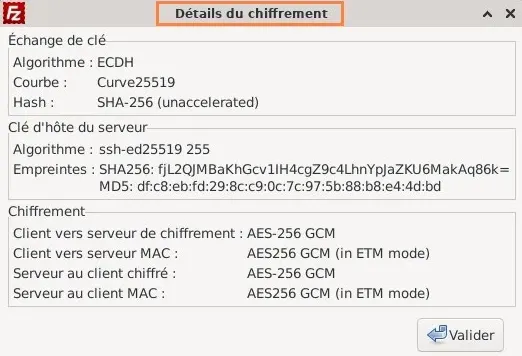 Fz
Détails du chiffrement
Échange de clé
Algorithme : ECDH
Courbe : Curve25519
Hash : SHA-256 (unaccelerated)
Clé d'hôte du serveur
Algorithme : ssh-ed25519 255
Empreintes : SHA256: fjL2QJMBaKhGcv1IH4cgZ9c4LhnYpJaZKU6MakAq86k=
MD5: df:c8:eb:fd:29:8c:c9:0c:7c:97:5b:88:b8:e4:4d:bd
Chiffrement
Client vers serveur de chiffrement : AES-256 GCM
Client vers serveur MAC : AES256 GCM (in ETM mode)
Serveur au client chiffré : AES-256 GCM
Serveur au client MAC : AES256 GCM (in ETM mode)
Valider